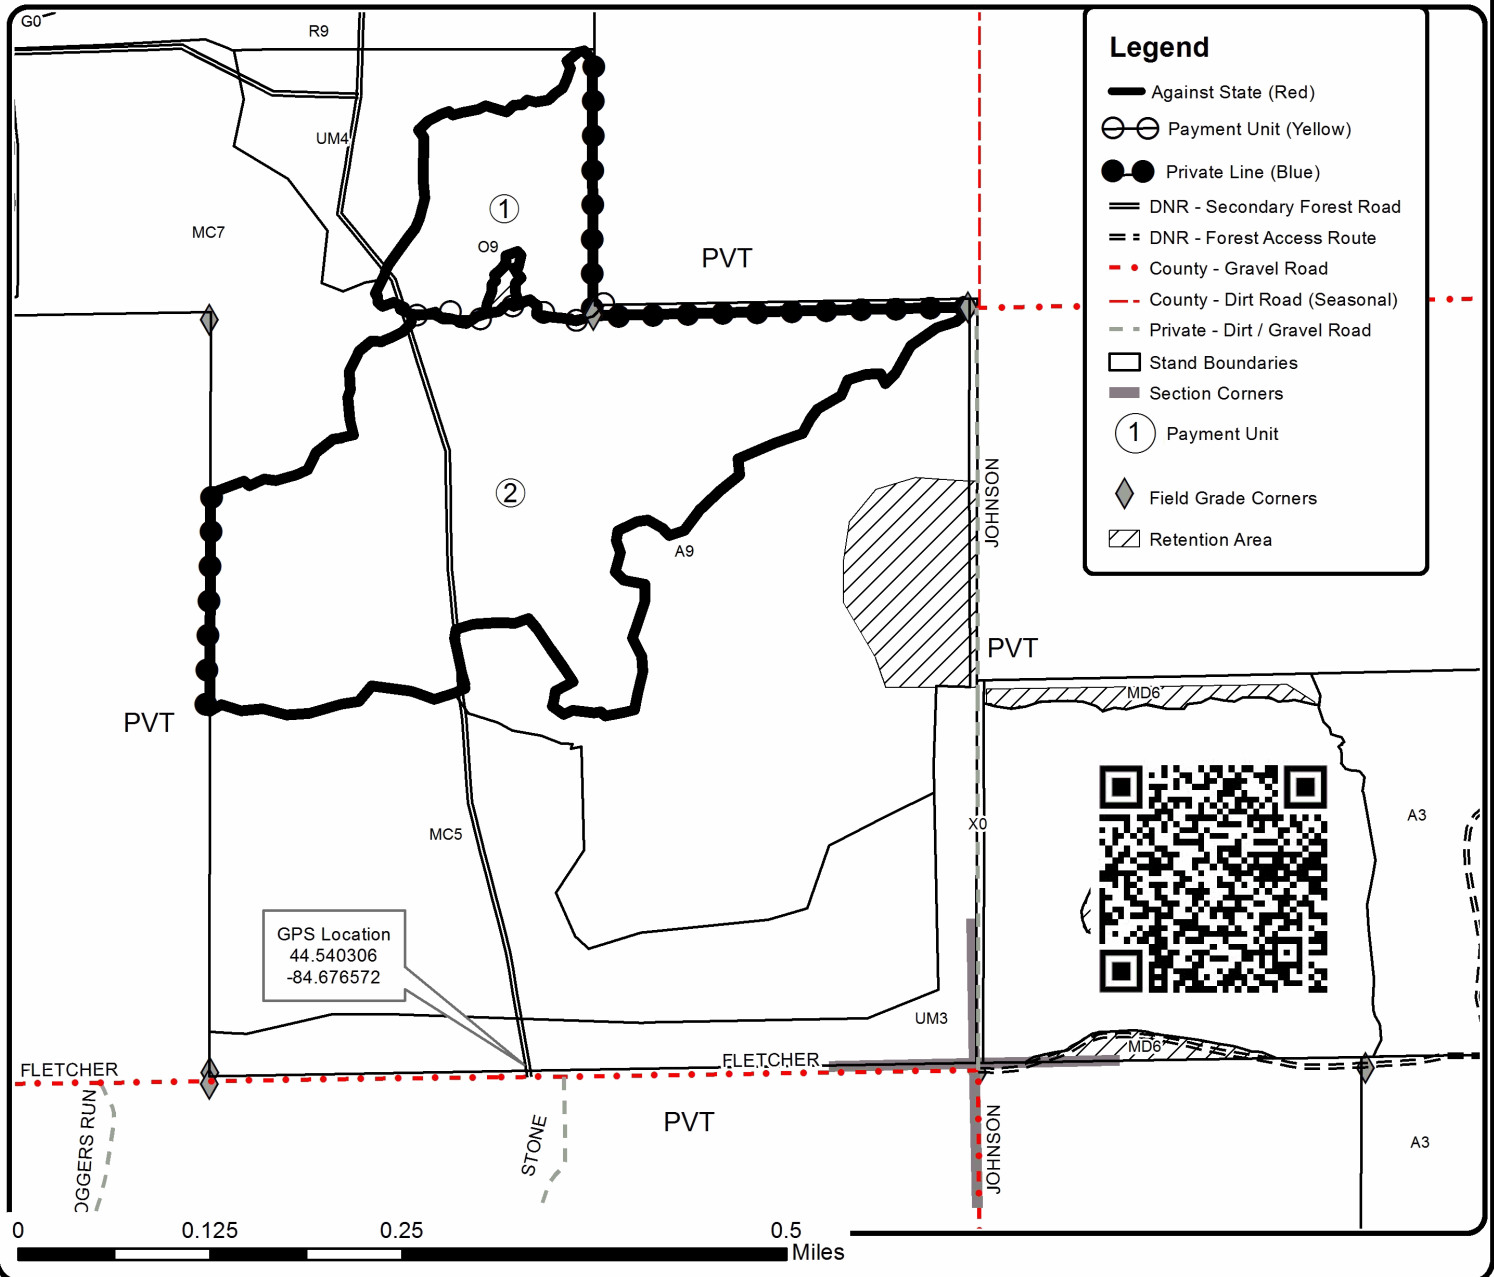 G0
R9
UM4
MC7
1
O9
PVT
Legend
Against State (Red)
Payment Unit (Yellow)
Private Line (Blue)
DNR - Secondary Forest Road
DNR - Forest Access Route
County - Gravel Road
County - Dirt Road (Seasonal)
Private - Dirt / Gravel Road
Stand Boundaries
Section Corners
1 Payment Unit
Field Grade Corners
Retention Area
2
A9
JOHNSON
PVT
PVT
MD6
MC5
X0
A3
GPS Location
44.540306
-84.676572
UM3
MD6
FLETCHER
FLETCHER
OGGERS RUN
STONE
PVT
JOHNSON
A3
0 0.125 0.25 0.5
Miles